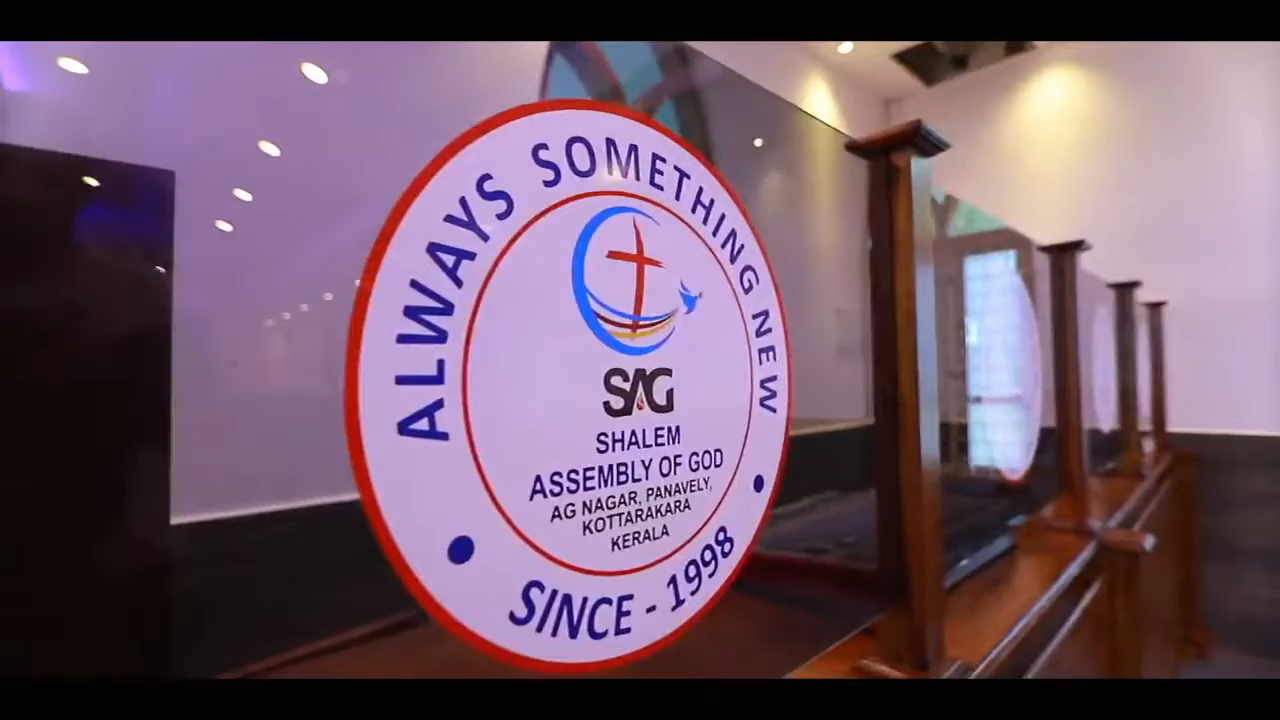 ALWAYS SOMETHING NEW
SAG
SHALEM
ASSEMBLY OF GOD
AG NAGAR, PANAVELY,
KOTTARAKARA
KERALA
SINCE - 1998